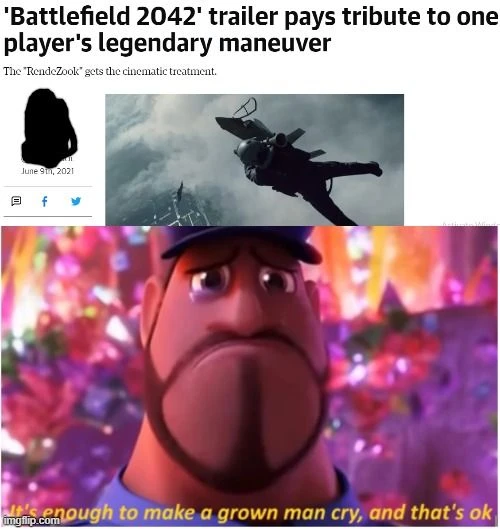 'Battlefield 2042' trailer pays tribute to one
player's legendary maneuver
The "RendeZook" gets the cinematic treatment.
June 9th, 2021
It's enough to make a grown man cry, and that's ok
imgflip.com